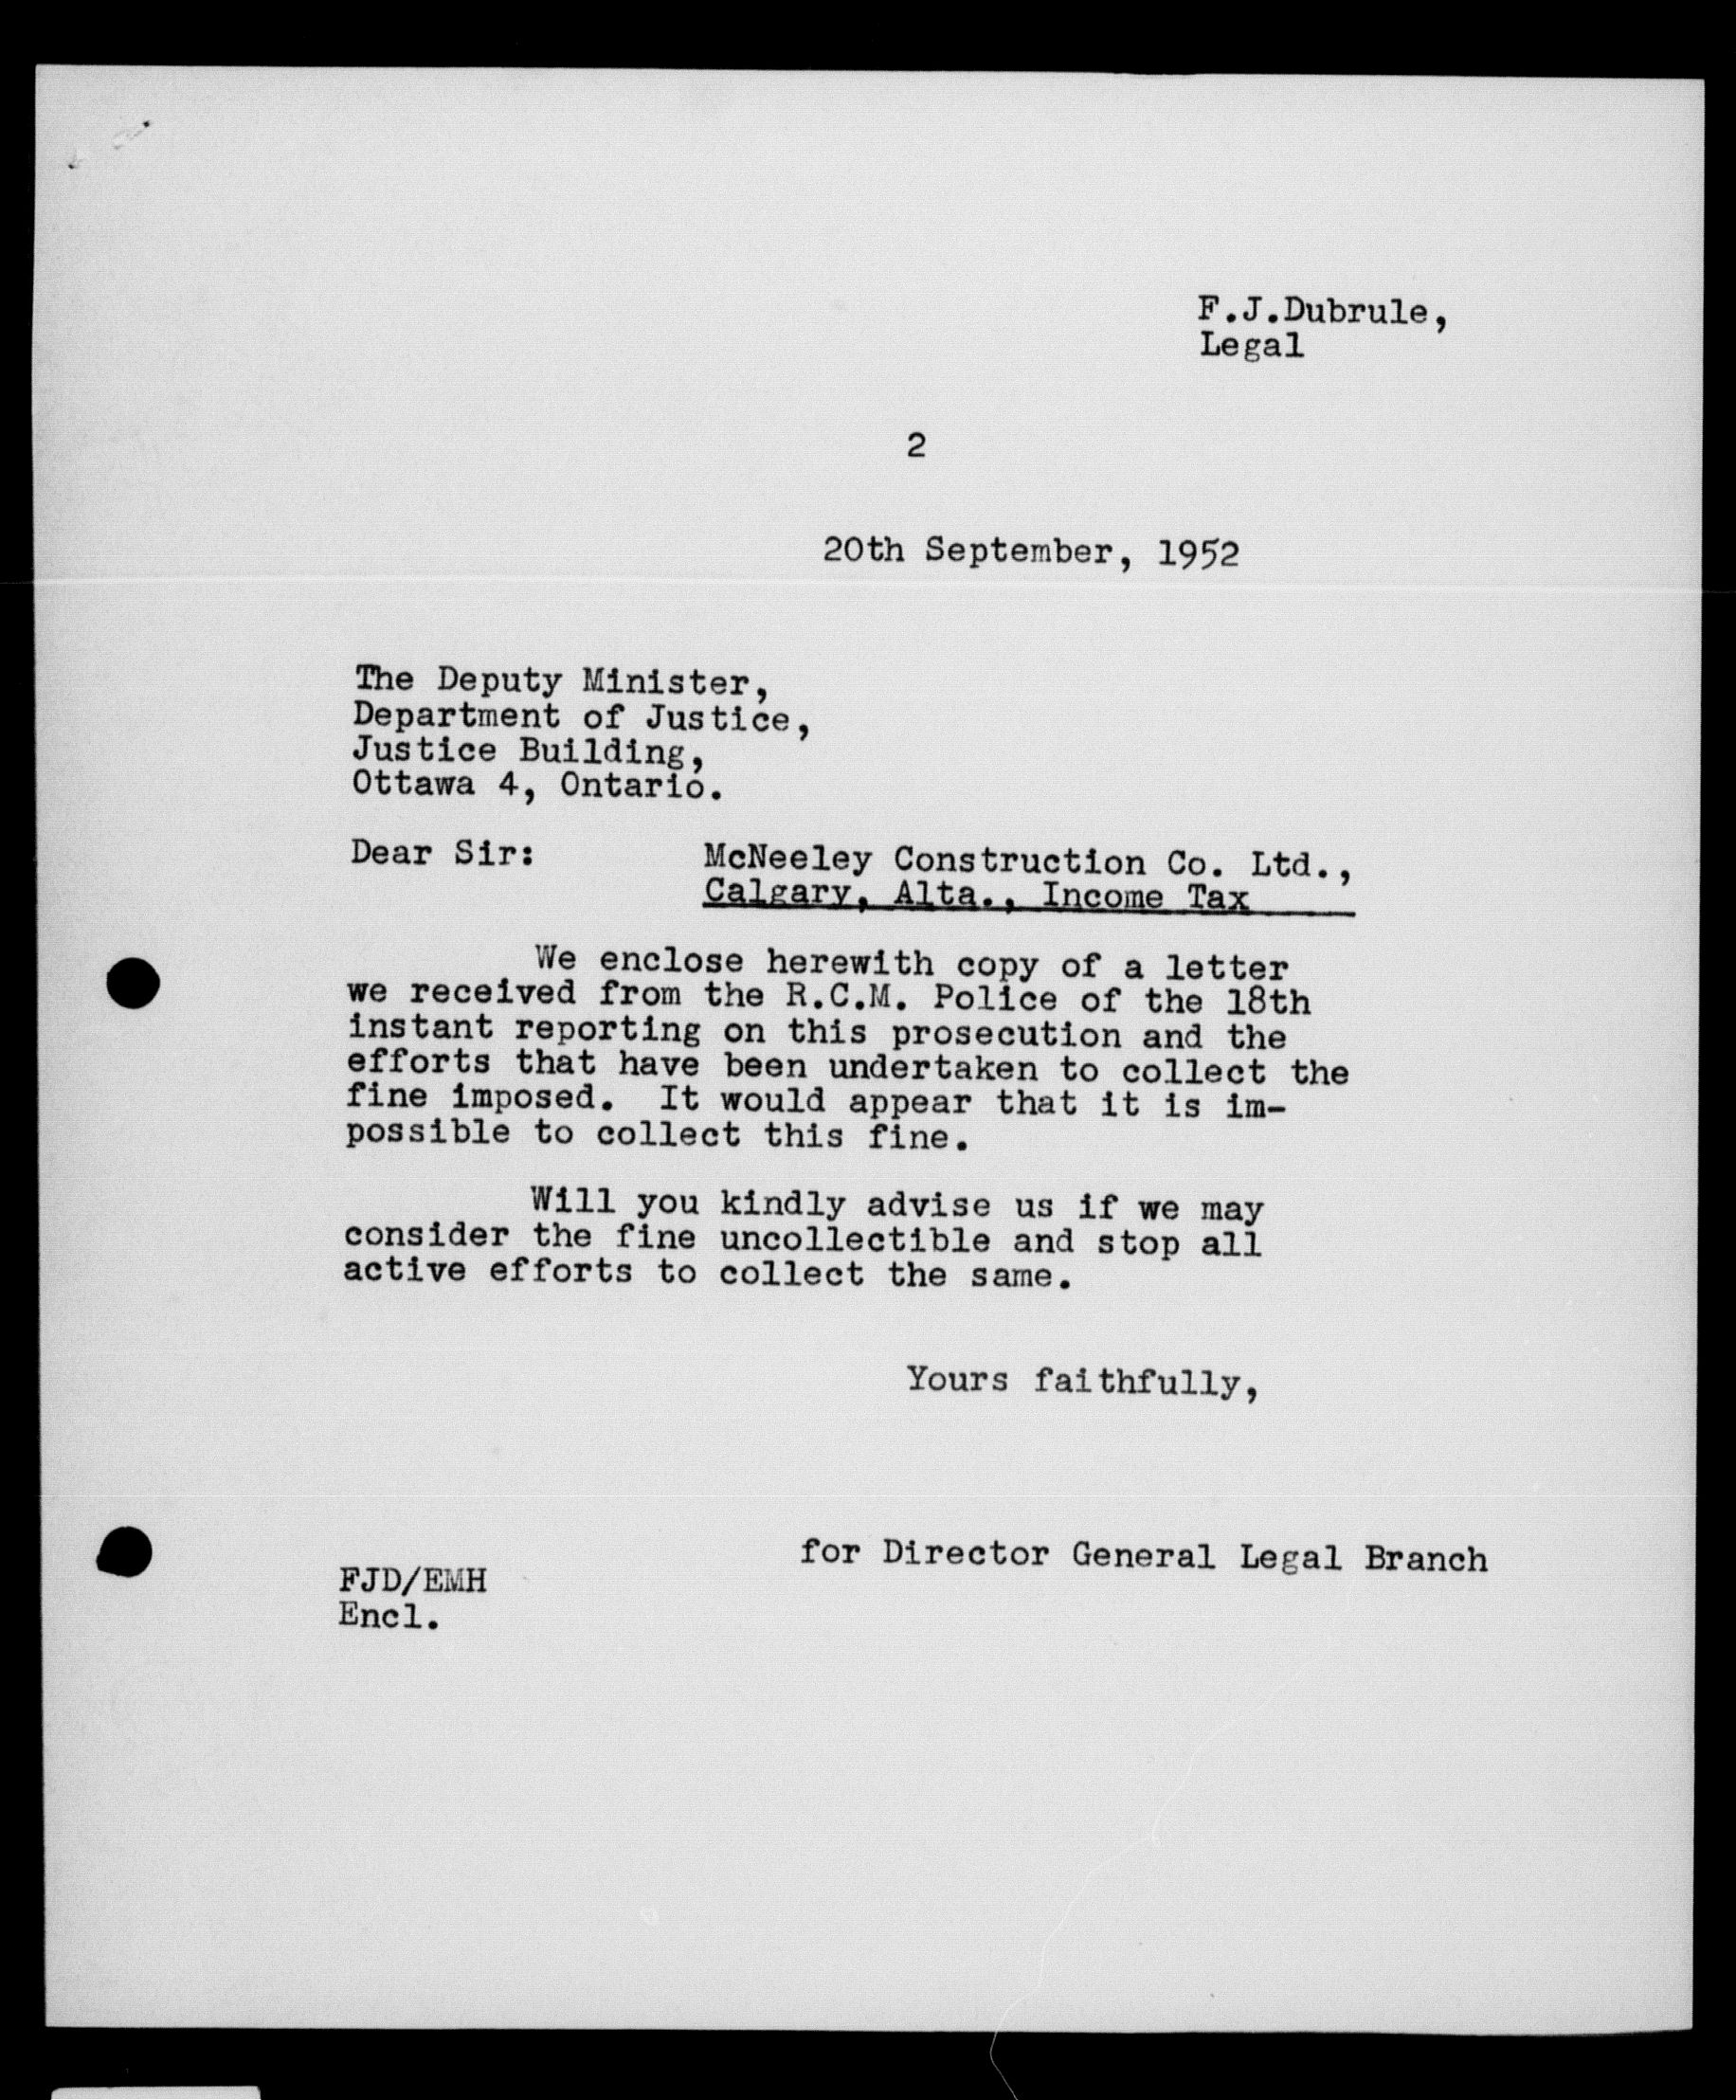 F.J.Dubrule,
Legal
2
20th September, 1952
The Deputy Minister,
Department of Justice,
Justice Building,
Ottawa 4, Ontario.
Dear Sir:
McNeeley Construction Co. Ltd.,
Calgary, Alta., Income Tax
We enclose herewith copy of a letter
we received from the R.C.M. Police of the 18th
instant reporting on this prosecution and the
efforts that have been undertaken to collect the
fine imposed. It would appear that it is im-
possible to collect this fine.
Will you kindly advise us if we may
consider the fine uncollectible and stop all
active efforts to collect the same.
Yours faithfully,
for Director General Legal Branch
FJD/EMH
Encl.